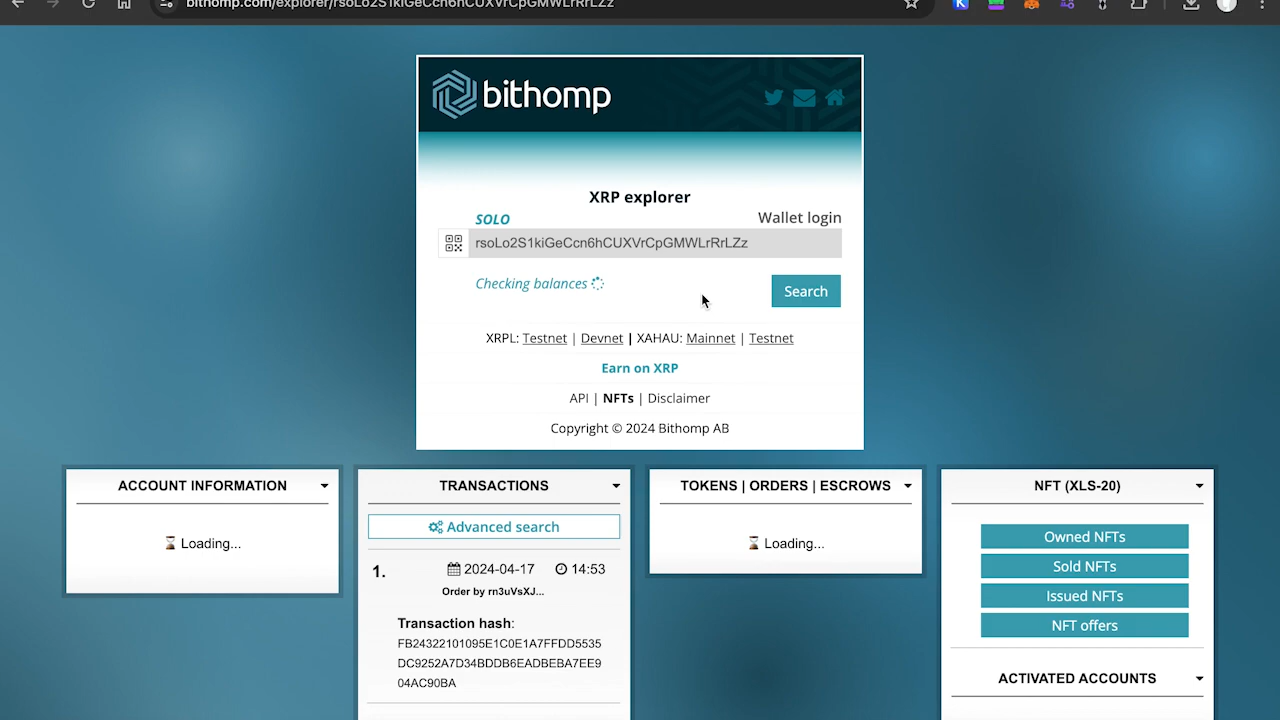 bithomp.com/explorer/rsoLo2S1kiGeCcn6hCUXVrCpGMWLrRrLZz
bithomp
XRP explorer
SOLO
Wallet login
rsoLo2S1kiGeCcn6hCUXVrCpGMWLrRrLZz
Checking balances
Search
XRPL: Testnet | Devnet | XAHAU: Mainnet | Testnet
Earn on XRP
API | NFTs | Disclaimer
Copyright © 2024 Bithomp AB
ACCOUNT INFORMATION
Loading...
TRANSACTIONS
Advanced search
1.
2024-04-17 14:53
Order by rn3uVsXJ...
Transaction hash:
FB24322101095E1C0E1A7FFDD5535
DC9252A7D34BDDB6EADBEBA7EE9
04AC90BA
TOKENS | ORDERS | ESCROWS
Loading...
NFT (XLS-20)
Owned NFTs
Sold NFTs
Issued NFTs
NFT offers
ACTIVATED ACCOUNTS